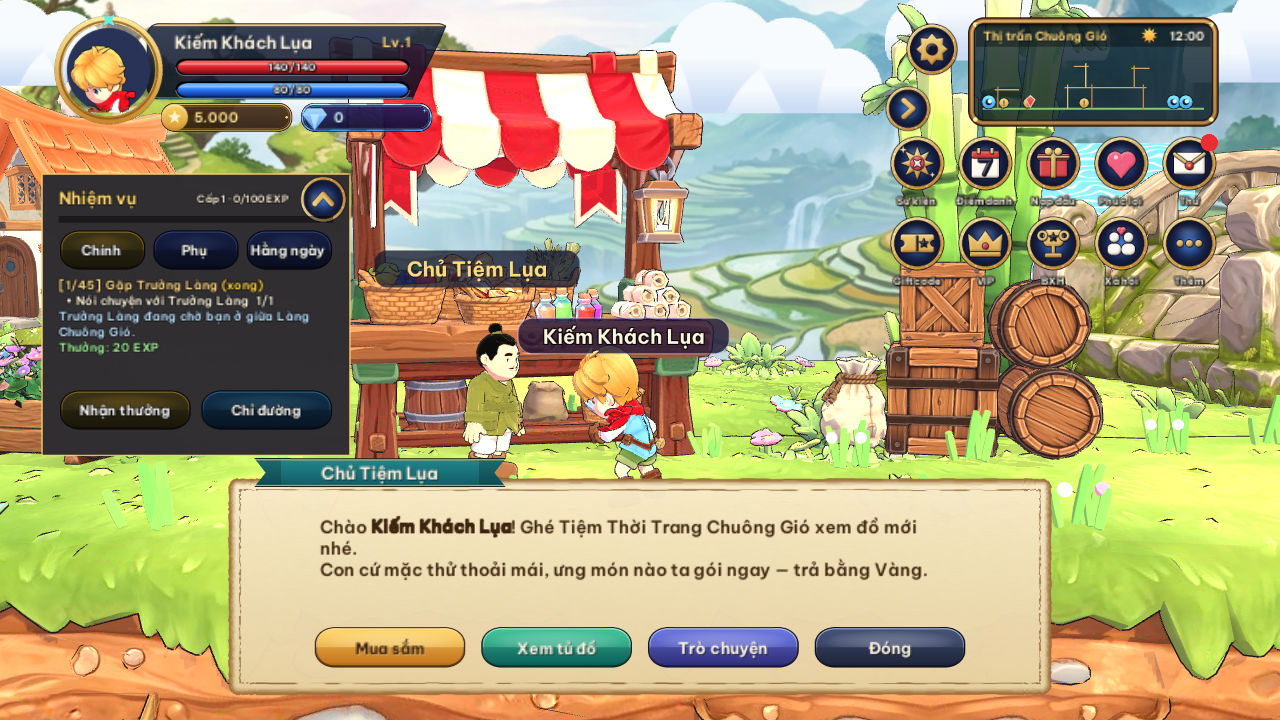 Kiếm Khách Lụa
Lv.1
140/140
80/80
5.000
0
Thị trấn Chuông Gió
12:00
7
Sự kiện
Điểm danh
Nạp đầu
Phúc lợi
Thư
Giftcode
VIP
BXH
Xã hội
Thêm
Nhiệm vụ
Cấp 1 · 0/100 EXP
Chính
Phụ
Hằng ngày
[1/45] Gặp Trưởng Làng (xong)
• Nói chuyện với Trưởng Làng 1/1
Trưởng Làng đang chờ bạn ở giữa Làng
Chuông Gió.
Thưởng: 20 EXP
Nhận thưởng
Chỉ đường
Chủ Tiệm Lụa
Kiếm Khách Lụa
Chủ Tiệm Lụa
Chào Kiếm Khách Lụa! Ghé Tiệm Thời Trang Chuông Gió xem đồ mới
nhé.
Con cứ mặc thử thoải mái, ưng món nào ta gói ngay — trả bằng Vàng.
Mua sắm
Xem tủ đồ
Trò chuyện
Đóng